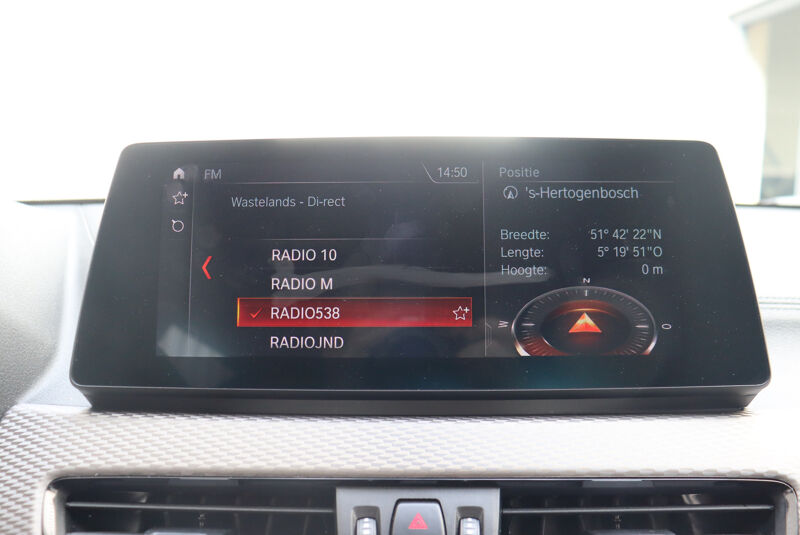 FM
14:50
Wastelands - Di-rect
RADIO 10
RADIO M
RADIO538
RADIOJND
Positie
's-Hertogenbosch
Breedte: 51° 42' 22"N
Lengte: 5° 19' 51"O
Hoogte: 0 m
N
W
O